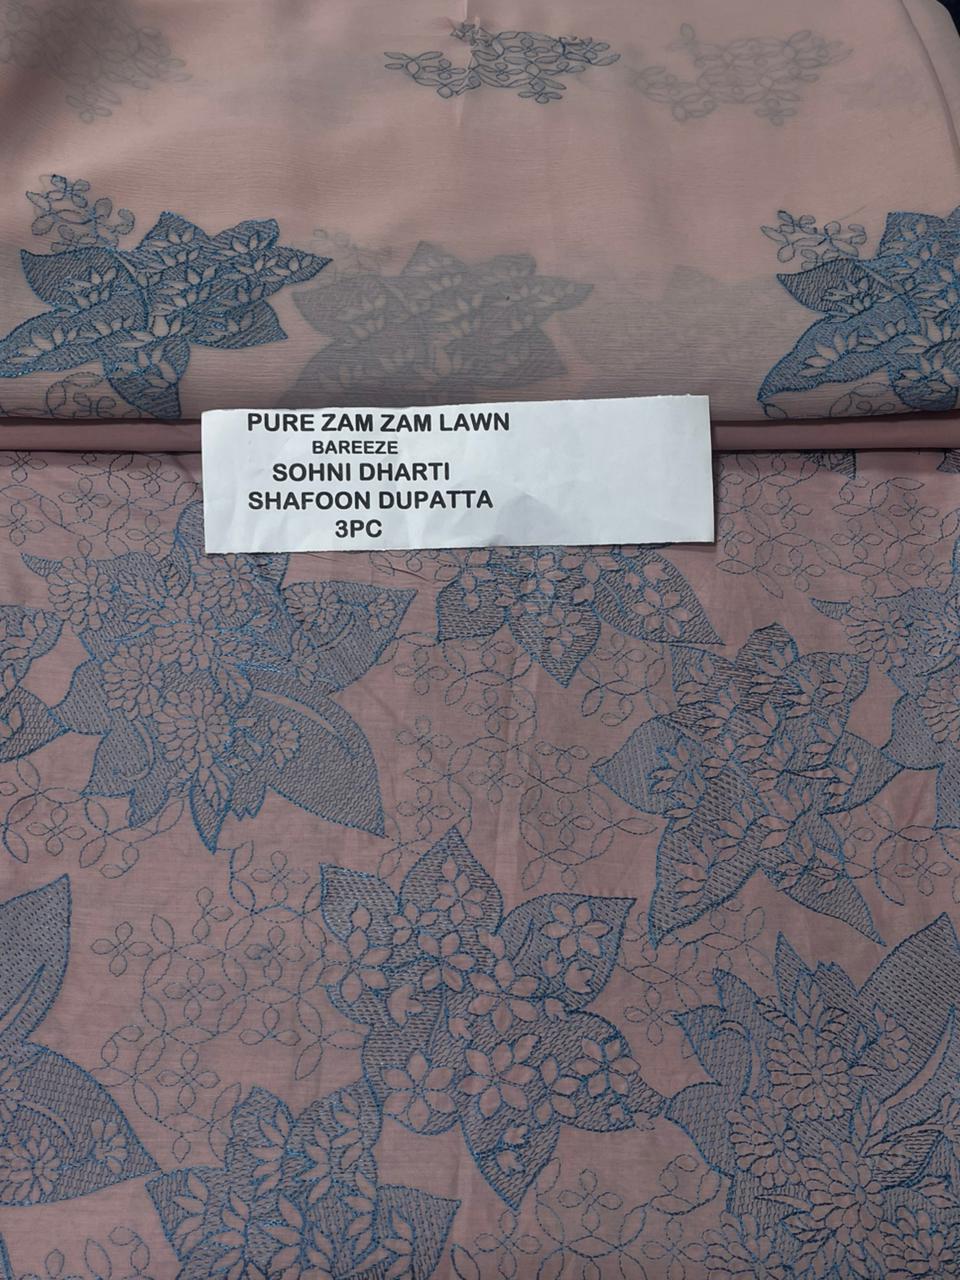 PURE ZAM ZAM LAWN
BAREEZE
SOHNI DHARTI
SHAFOON DUPATTA
3PC